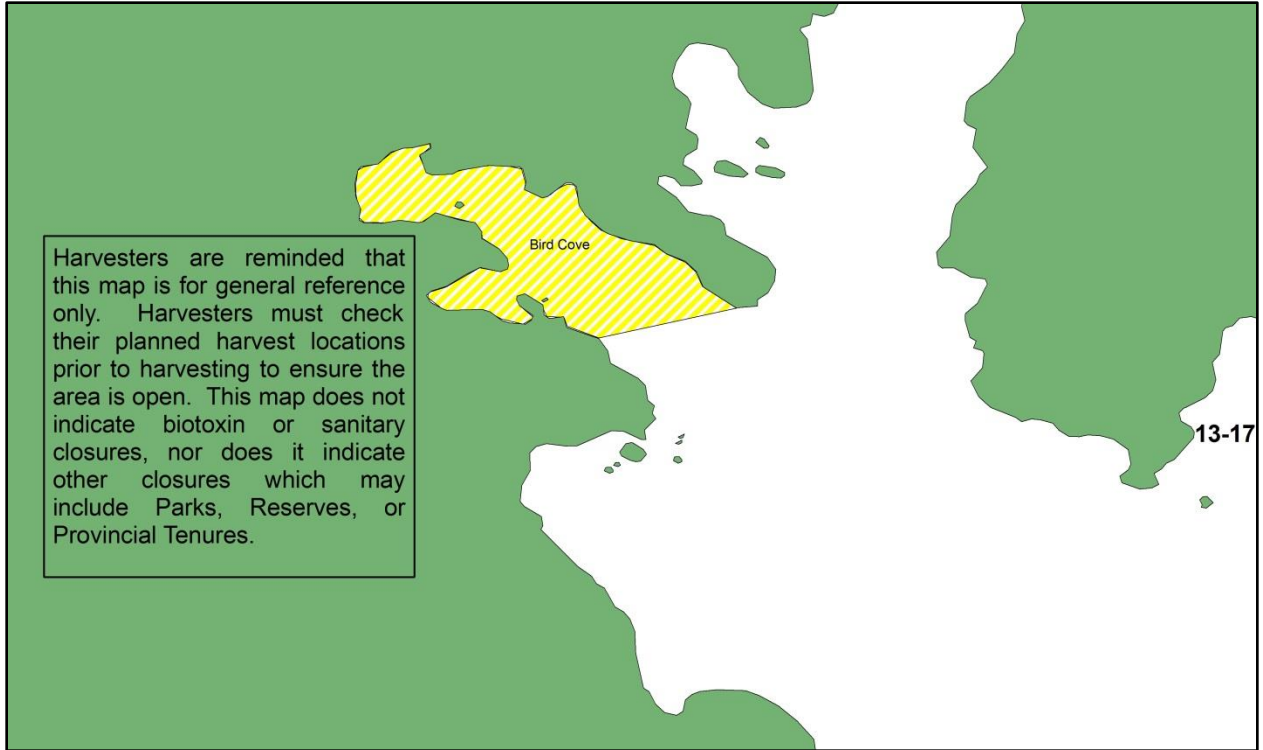 Bird Cove
Harvesters are reminded that
this map is for general reference
only. Harvesters must check
their planned harvest locations
prior to harvesting to ensure the
area is open. This map does not
indicate biotoxin or sanitary
closures, nor does it indicate
other closures which may
include Parks, Reserves, or
Provincial Tenures.
13-17